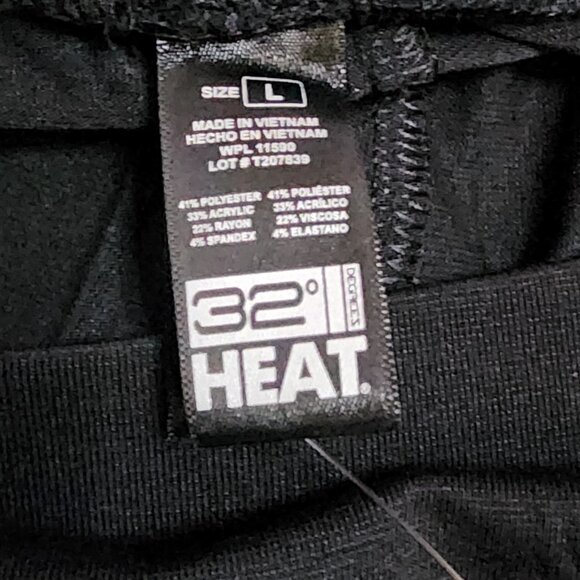 SIZE L
MADE IN VIETNAM
HECHO EN VIETNAM
WPL 11590
LOT # T207839
41% POLYESTER 41% POLIÉSTER
33% ACRYLIC 33% ACRÍLICO
22% RAYON 22% VISCOSA
4% SPANDEX 4% ELASTANO
32° DEGREES
HEAT®